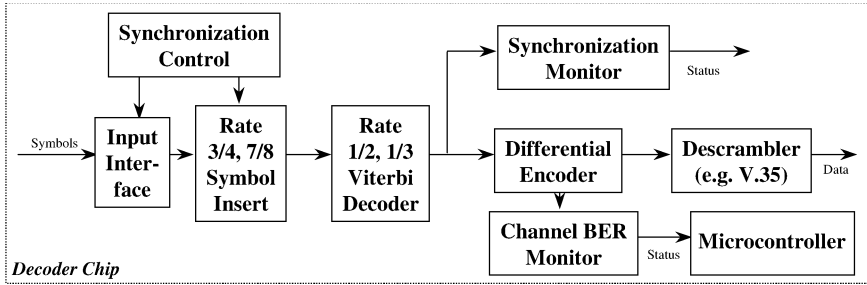 Synchronization
Control
Synchronization
Monitor
Status
Symbols
Input
Inter-
face
Rate
3/4, 7/8
Symbol
Insert
Rate
1/2, 1/3
Viterbi
Decoder
Differential
Encoder
Descrambler
(e.g. V.35)
Data
Channel BER
Monitor
Status
Microcontroller
Decoder Chip